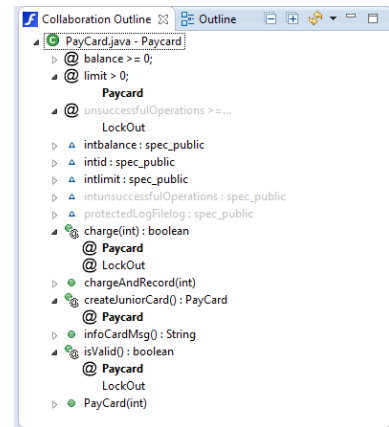 Collaboration Outline Outline
PayCard.java - Paycard
@ balance >= 0;
@ limit > 0;
Paycard
@ unsuccessfulOperations >=...
LockOut
intbalance : spec_public
intid : spec_public
intlimit : spec_public
intunsuccessfulOperations : spec_public
protectedLogFilelog : spec_public
charge(int) : boolean
@ Paycard
@ LockOut
chargeAndRecord(int)
createJuniorCard() : PayCard
@ Paycard
infoCardMsg() : String
isValid() : boolean
@ Paycard
LockOut
PayCard(int)